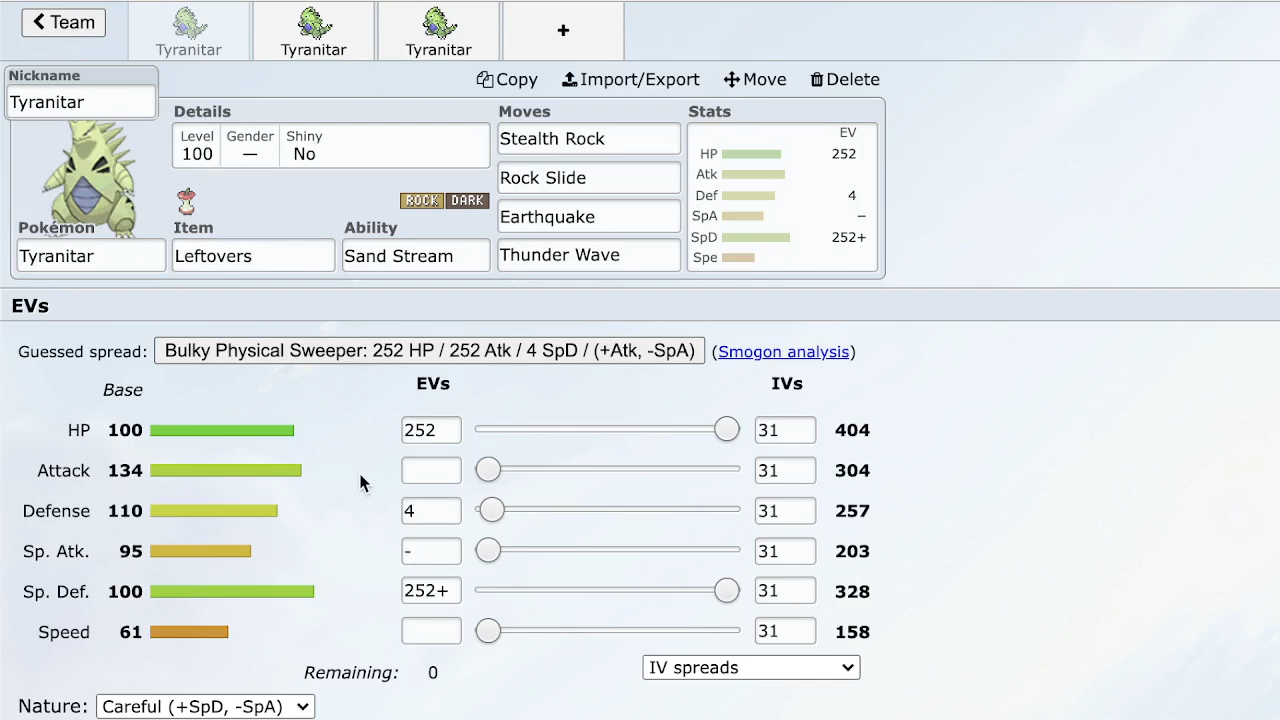 Team
Tyranitar Tyranitar Tyranitar +
Nickname
Tyranitar
Copy Import/Export Move Delete
Details Moves Stats
Level Gender Shiny
100 — No
Stealth Rock
Rock Slide
Earthquake
Thunder Wave
EV
HP 252
Atk
Def 4
SpA –
SpD 252+
Spe
ROCK DARK
Pokémon Item Ability
Tyranitar Leftovers Sand Stream
EVs
Guessed spread: Bulky Physical Sweeper: 252 HP / 252 Atk / 4 SpD / (+Atk, -SpA) (Smogon analysis)
Base EVs IVs
HP 100 252 31 404
Attack 134 31 304
Defense 110 4 31 257
Sp. Atk. 95 - 31 203
Sp. Def. 100 252+ 31 328
Speed 61 31 158
Remaining: 0 IV spreads
Nature: Careful (+SpD, -SpA)